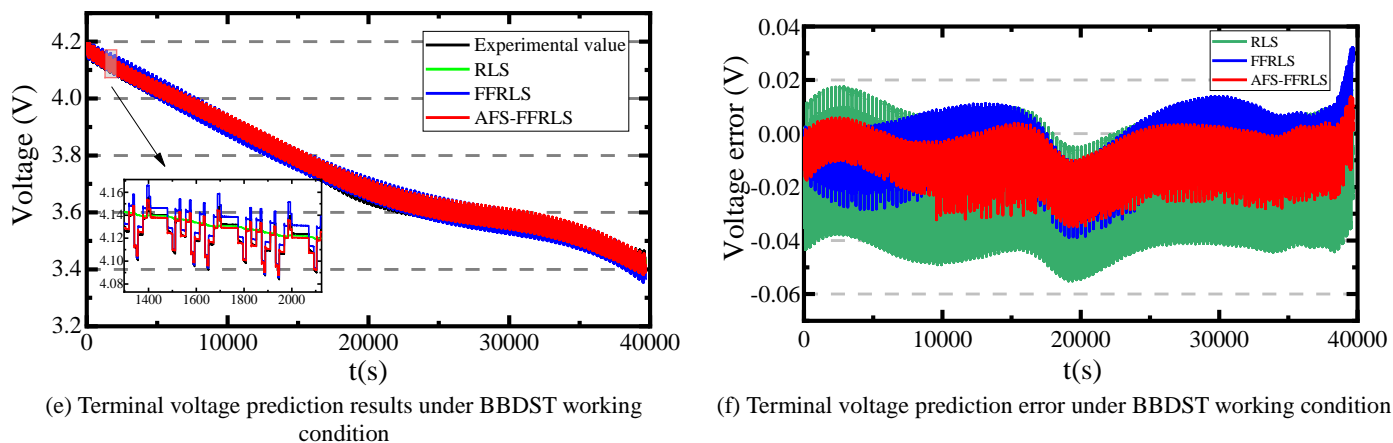 4.2
4.0
3.8
3.6
3.4
3.2
Voltage (V)
Experimental value
RLS
FFRLS
AFS-FFRLS
4.16
4.14
4.12
4.10
4.08
1400 1600 1800 2000
0 10000 20000 30000 40000
t(s)
(e) Terminal voltage prediction results under BBDST working
condition
0.04
0.02
0.00
-0.02
-0.04
-0.06
Voltage error (V)
RLS
FFRLS
AFS-FFRLS
0 10000 20000 30000 40000
t(s)
(f) Terminal voltage prediction error under BBDST working condition